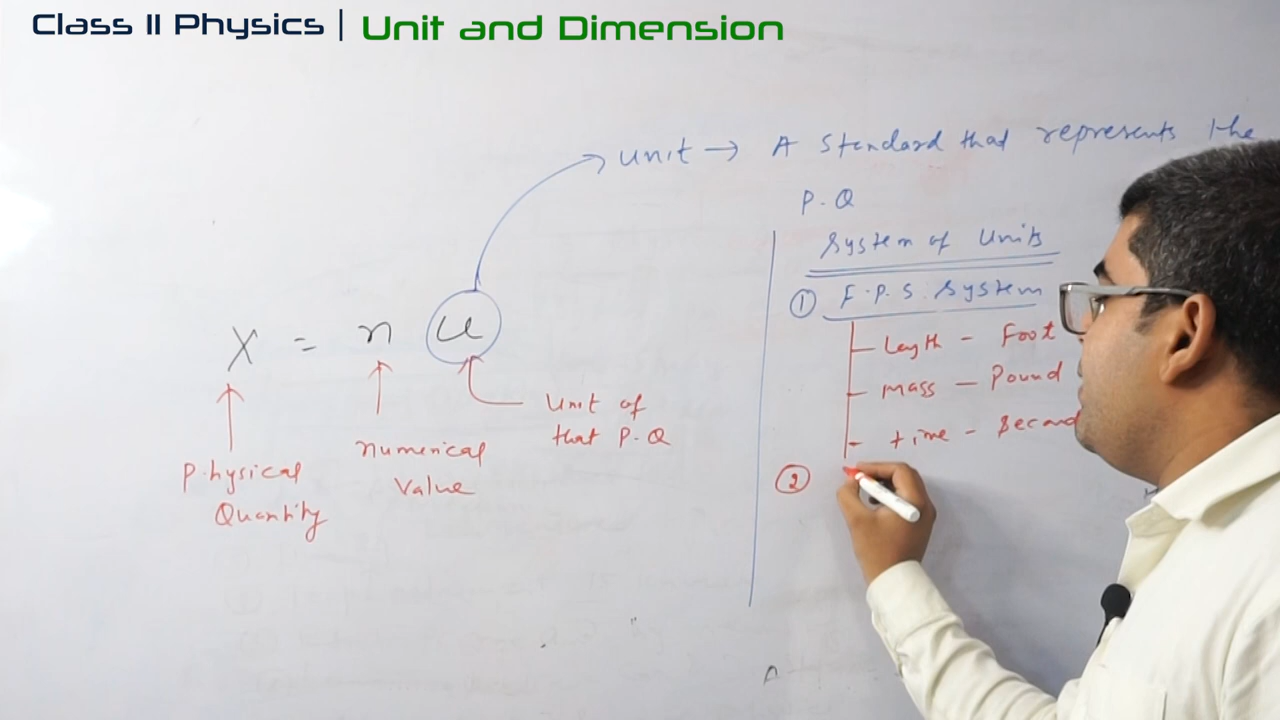 Class 11 Physics | Unit and Dimension
Unit → A Standard that represents the
P.Q
System of Units
① F.P.S. System
Length - Foot
Mass - Pound
time - Second
②
X = n u
Physical Quantity
Numerical Value
Unit of that P.Q